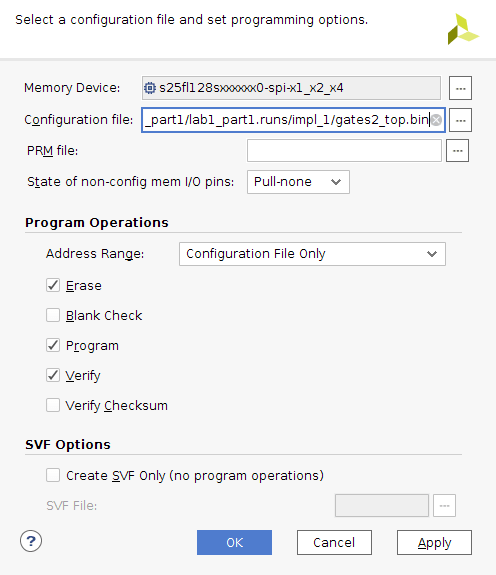 Select a configuration file and set programming options.
Memory Device: s25fl128sxxxxxx0-spi-x1_x2_x4 ...
Configuration file: _part1/lab1_part1.runs/impl_1/gates2_top.bin ...
PRM file: ...
State of non-config mem I/O pins: Pull-none
Program Operations
Address Range: Configuration File Only
Erase
Blank Check
Program
Verify
Verify Checksum
SVF Options
Create SVF Only (no program operations)
SVF File: ...
? OK Cancel Apply